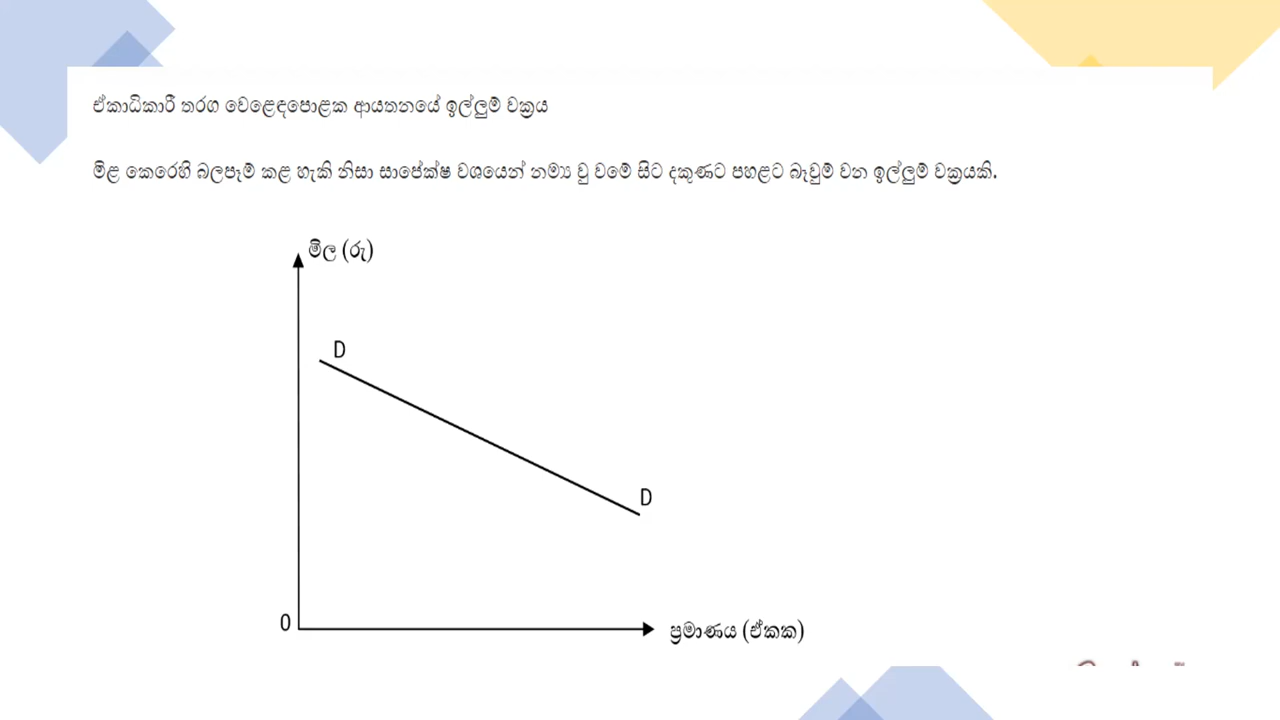 ඒකාධිකාරී තරග වෙළෙඳපොළක ආයතනයේ ඉල්ලුම් වක්‍රය
මිළ කෙරෙහි බලපෑම් කළ හැකි නිසා සාපේක්ෂ වශයෙන් නම්‍ය වු වමේ සිට දකුණට පහළට බෑවුම් වන ඉල්ලුම් වක්‍රයකි.
මිල (රු)
D
D
0
ප්‍රමාණය (ඒකක)